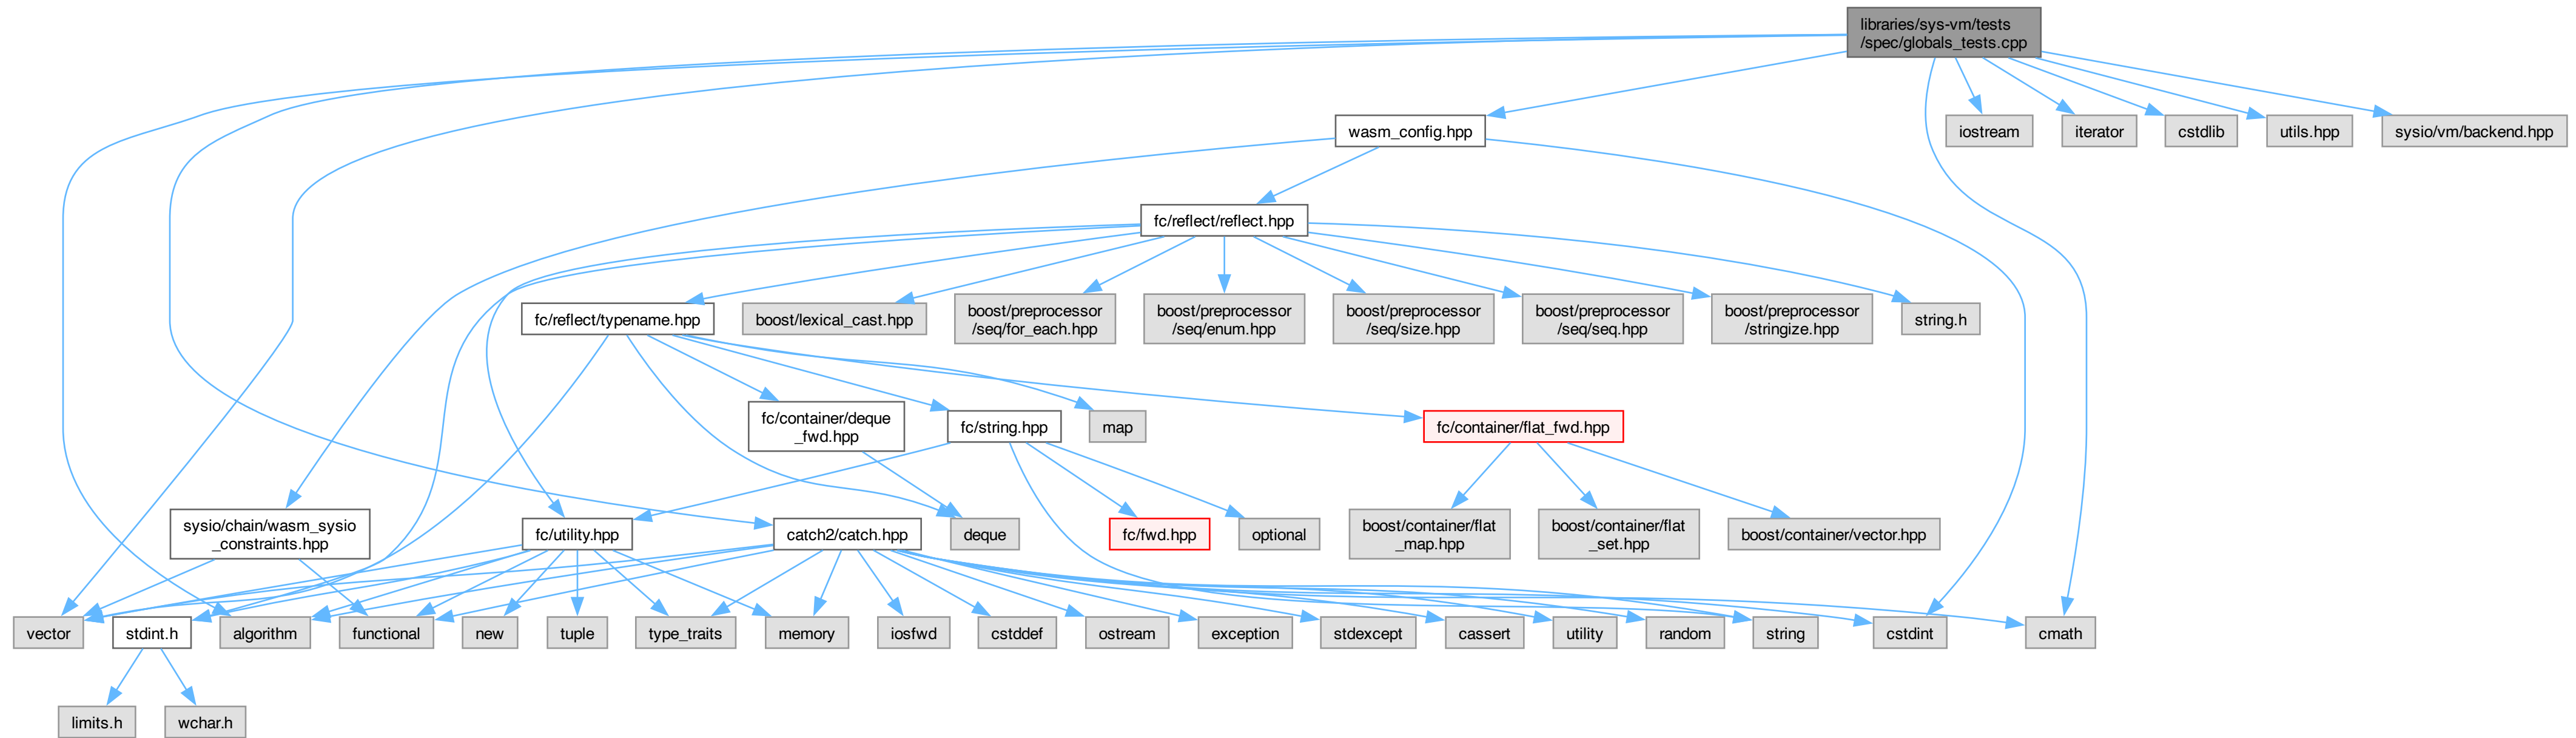 libraries/sys-vm/tests
/spec/globals_tests.cpp
wasm_config.hpp
iostream
iterator
cstdlib
utils.hpp
sysio/vm/backend.hpp
fc/reflect/reflect.hpp
fc/reflect/typename.hpp
boost/lexical_cast.hpp
boost/preprocessor
/seq/for_each.hpp
boost/preprocessor
/seq/enum.hpp
boost/preprocessor
/seq/size.hpp
boost/preprocessor
/seq/seq.hpp
boost/preprocessor
/stringize.hpp
string.h
fc/container/deque
_fwd.hpp
fc/string.hpp
map
fc/container/flat_fwd.hpp
sysio/chain/wasm_sysio
_constraints.hpp
fc/utility.hpp
catch2/catch.hpp
deque
fc/fwd.hpp
optional
boost/container/flat
_map.hpp
boost/container/flat
_set.hpp
boost/container/vector.hpp
vector
stdint.h
algorithm
functional
new
tuple
type_traits
memory
iosfwd
cstddef
ostream
exception
stdexcept
cassert
utility
random
string
cstdint
cmath
limits.h
wchar.h